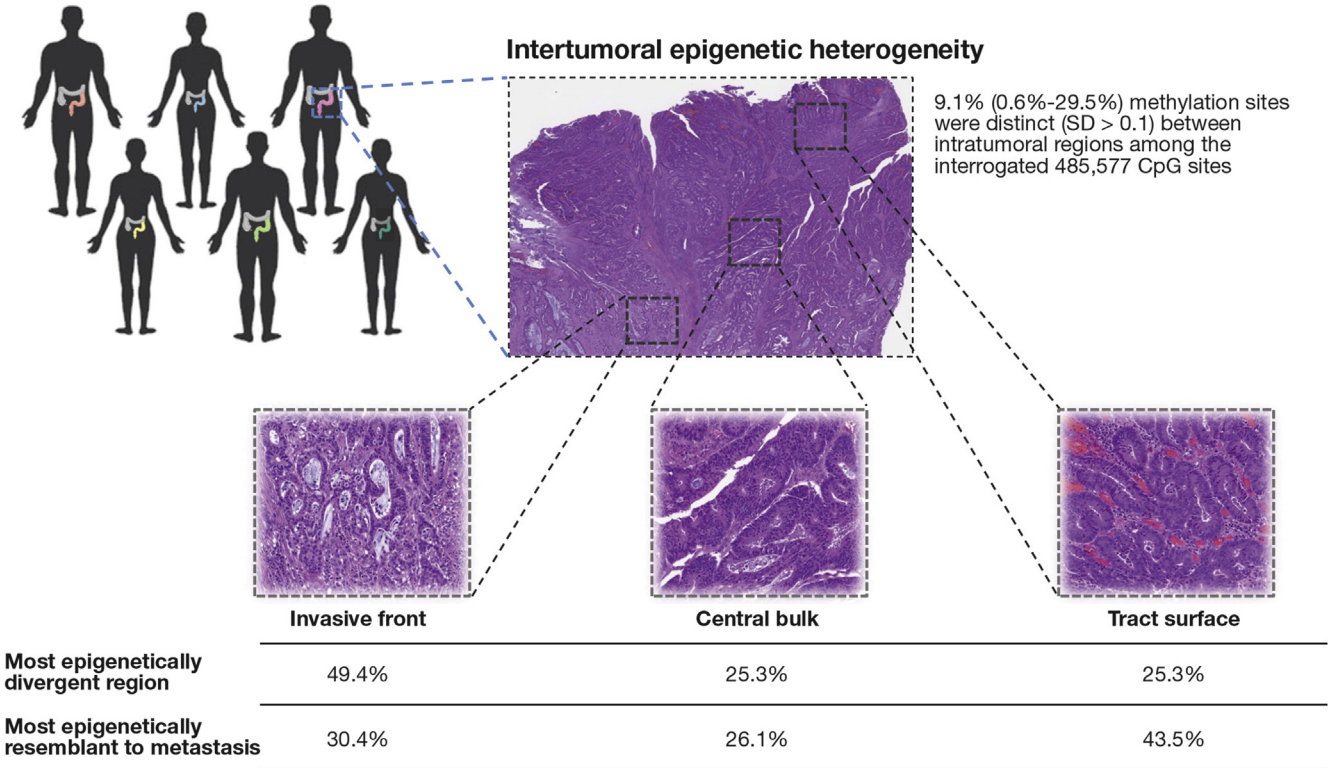 Intertumoral epigenetic heterogeneity
9.1% (0.6%-29.5%) methylation sites
were distinct (SD > 0.1) between
intratumoral regions among the
interrogated 485,577 CpG sites
Invasive front
Central bulk
Tract surface
Most epigenetically
divergent region
49.4%
25.3%
25.3%
Most epigenetically
resemblant to metastasis
30.4%
26.1%
43.5%